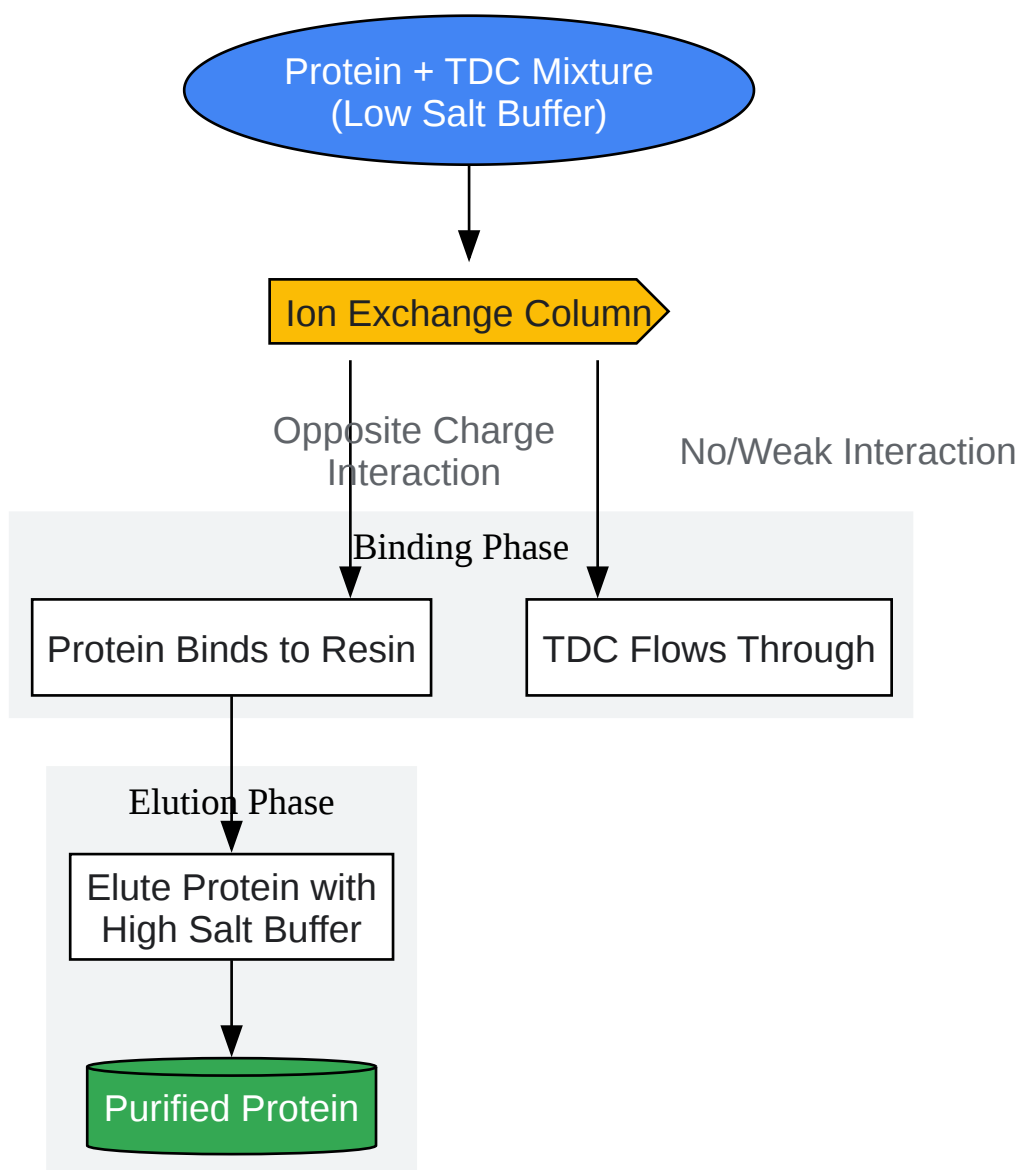 Protein + TDC Mixture
(Low Salt Buffer)
Ion Exchange Column
Opposite Charge
Interaction
No/Weak Interaction
Binding Phase
Protein Binds to Resin
TDC Flows Through
Elution Phase
Elute Protein with
High Salt Buffer
Purified Protein